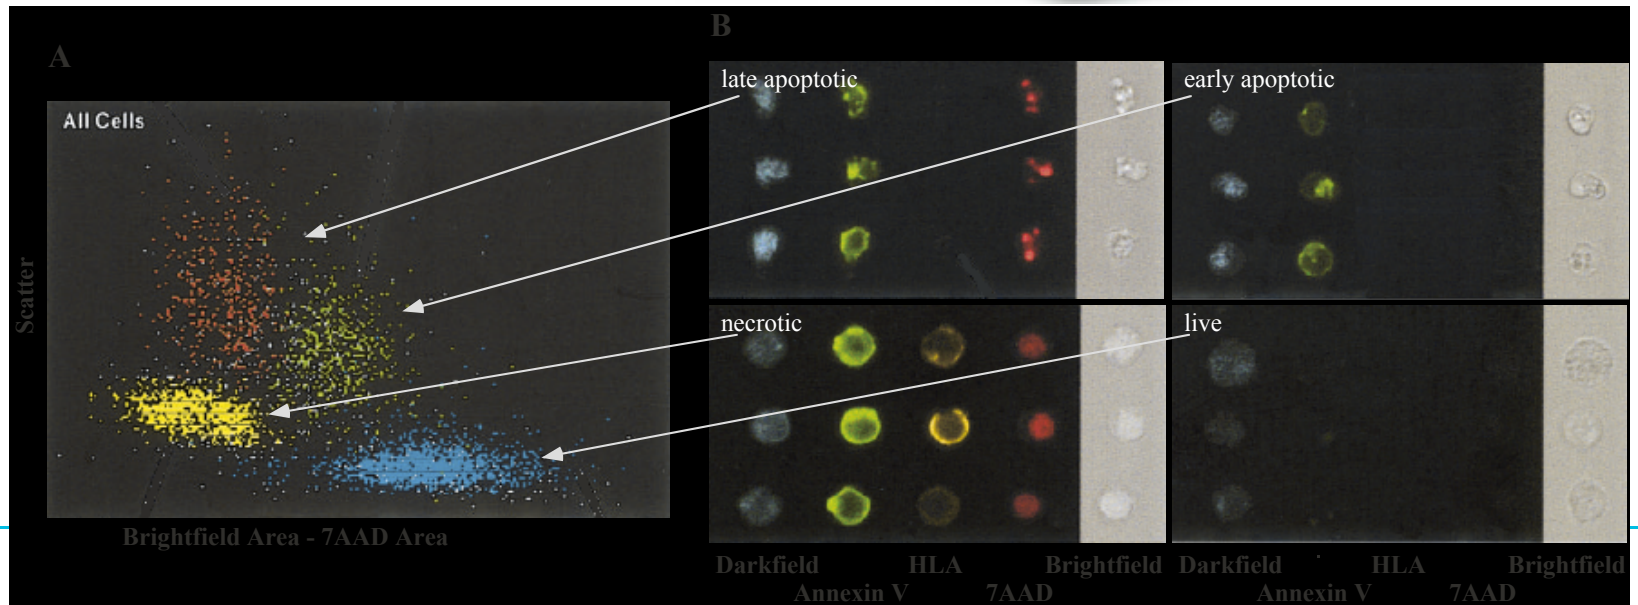 A
B
All Cells
Scatter
Brightfield Area - 7AAD Area
late apoptotic
early apoptotic
necrotic
live
Darkfield HLA Brightfield Darkfield HLA Brightfield
Annexin V 7AAD Annexin V 7AAD